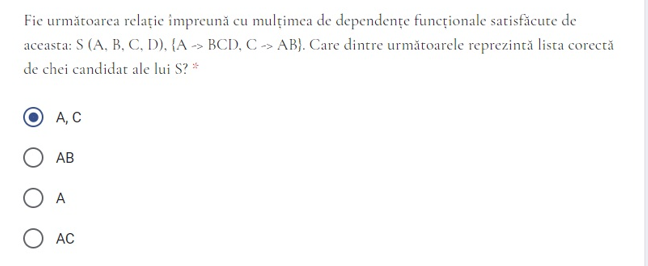 Fie următoarea relație împreună cu mulțimea de dependențe funcționale satisfăcute de
aceasta: S (A, B, C, D), {A -> BCD, C -> AB}. Care dintre următoarele reprezintă lista corectă
de chei candidat ale lui S? *
A, C
AB
A
AC